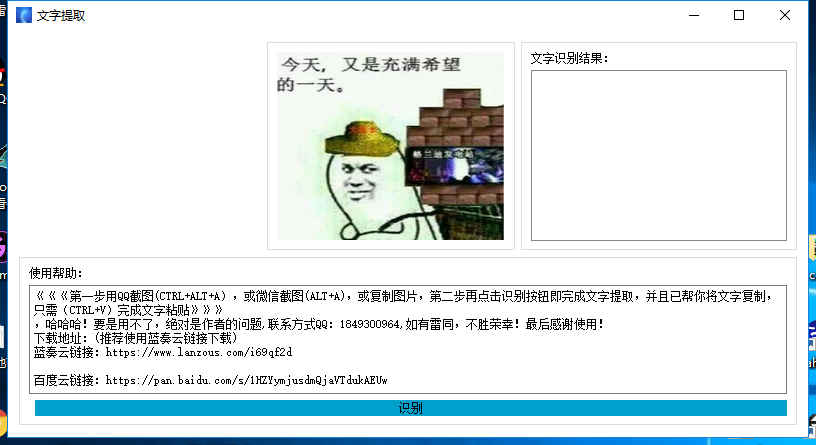 文字提取
今天，又是充满希望
的一天。
格兰迪发电站
文字识别结果：
使用帮助：
《《《第一步用QQ截图(CTRL+ALT+A），或微信截图(ALT+A)，或复制图片，第二步再点击识别按钮即完成文字提取，并且已帮你将文字复制，
只需（CTRL+V）完成文字粘贴》》》
，哈哈哈！要是用不了，绝对是作者的问题,联系方式QQ：1849300964,如有雷同，不胜荣幸！最后感谢使用！
下载地址：(推荐使用蓝奏云链接下载)
蓝奏云链接：https://www.lanzous.com/i69qf2d
百度云链接：https://pan.baidu.com/s/1HZYymjusdmQjaVTdukAEUw
识别